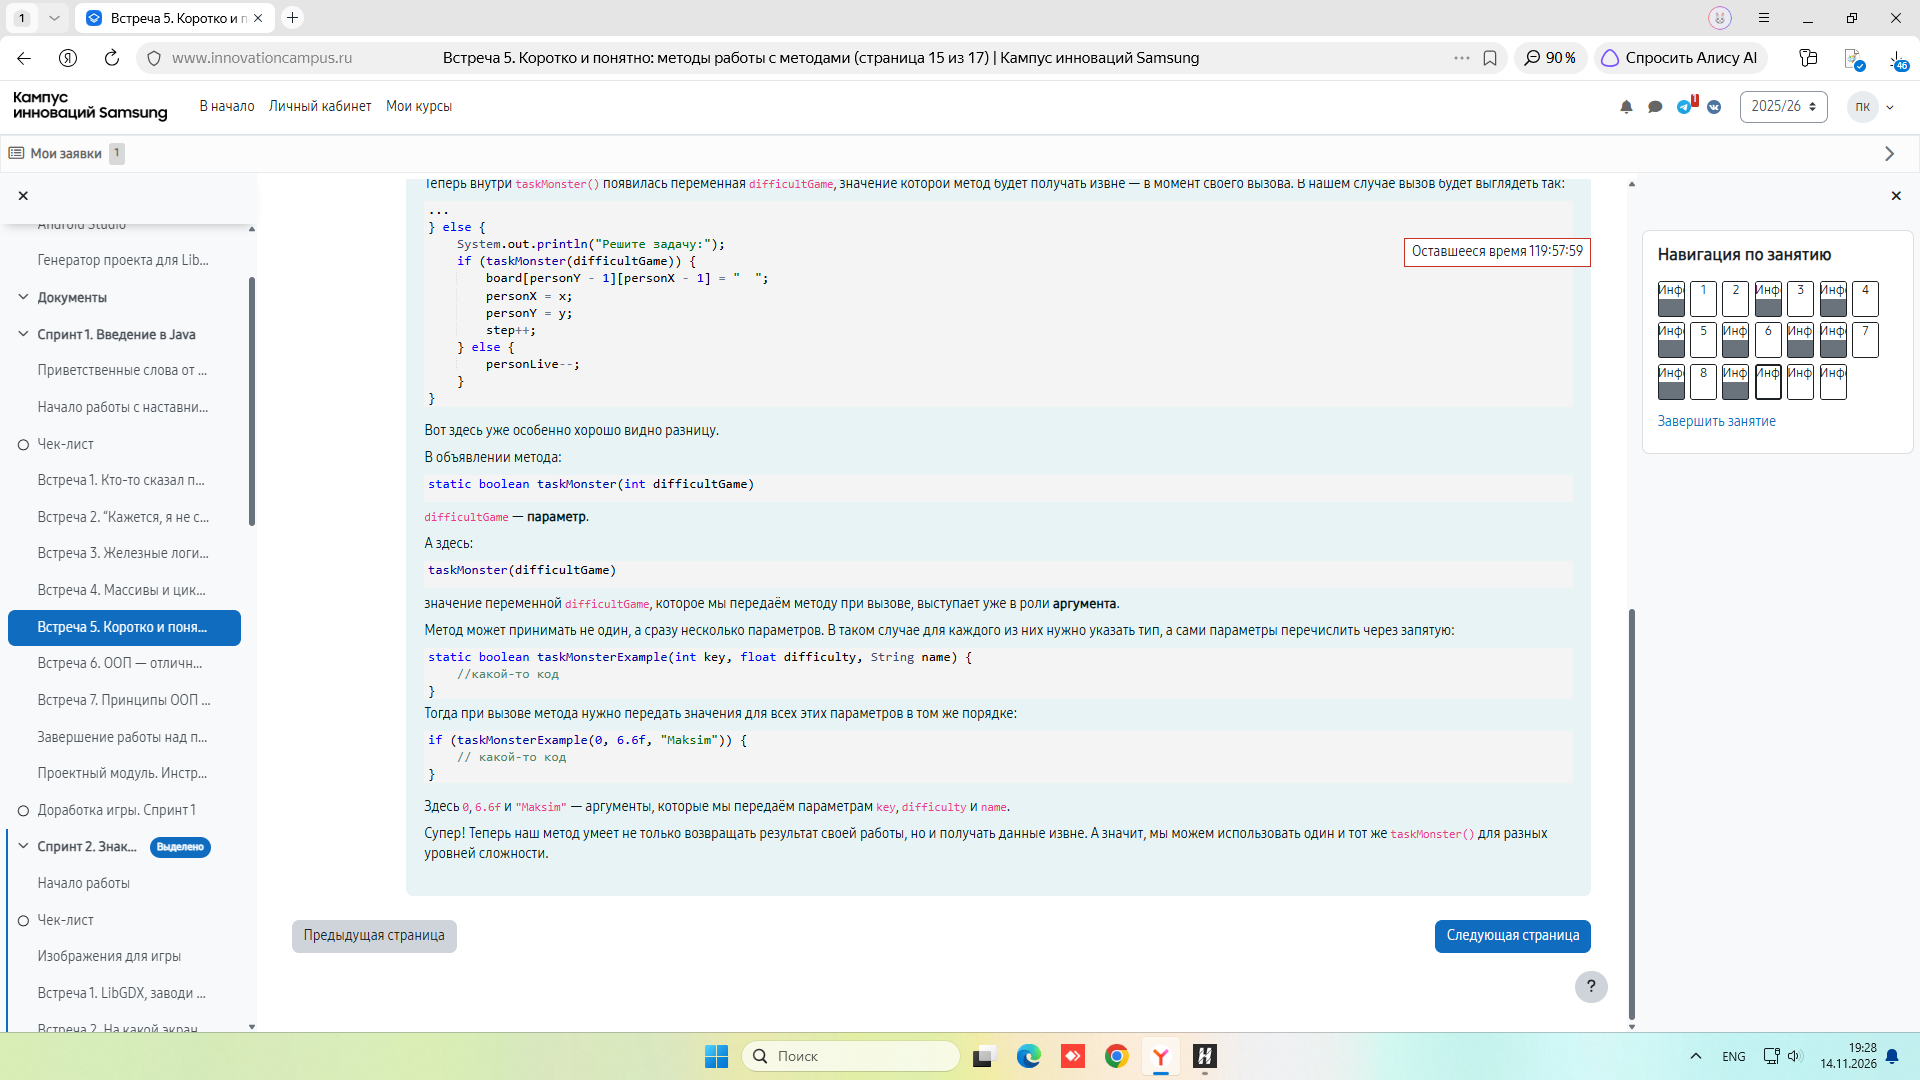 1
Встреча 5. Коротко и п
www.innovationcampus.ru
Встреча 5. Коротко и понятно: методы работы с методами (страница 15 из 17) | Кампус инноваций Samsung
90 %
Спросить Алису AI
46
Кампус
инноваций Samsung
В начало
Личный кабинет
Мои курсы
1
2025/26
ПК
Мои заявки
1
Android Studio
Генератор проекта для Lib...
Документы
Спринт 1. Введение в Java
Приветственные слова от ...
Начало работы с наставни...
Чек-лист
Встреча 1. Кто-то сказал п...
Встреча 2. “Кажется, я не с...
Встреча 3. Железные логи...
Встреча 4. Массивы и цик...
Встреча 5. Коротко и поня...
Встреча 6. ООП — отличн...
Встреча 7. Принципы ООП ...
Завершение работы над п...
Проектный модуль. Инстр...
Доработка игры. Спринт 1
Спринт 2. Знак...
Выделено
Начало работы
Чек-лист
Изображения для игры
Встреча 1. LibGDX, заводи ...
Встреча 2. На какой экран
Теперь внутри taskMonster() появилась переменная difficultGame, значение которой метод будет получать извне — в момент своего вызова. В нашем случае вызов будет выглядеть так:
...
} else {
    System.out.println("Решите задачу:");
    if (taskMonster(difficultGame)) {
        board[personY - 1][personX - 1] = "  ";
        personX = x;
        personY = y;
        step++;
    } else {
        personLive--;
    }
}
Оставшееся время 119:57:59
Вот здесь уже особенно хорошо видно разницу.
В объявлении метода:
static boolean taskMonster(int difficultGame)
difficultGame — параметр.
А здесь:
taskMonster(difficultGame)
значение переменной difficultGame, которое мы передаём методу при вызове, выступает уже в роли аргумента.
Метод может принимать не один, а сразу несколько параметров. В таком случае для каждого из них нужно указать тип, а сами параметры перечислить через запятую:
static boolean taskMonsterExample(int key, float difficulty, String name) {
    //какой-то код
}
Тогда при вызове метода нужно передать значения для всех этих параметров в том же порядке:
if (taskMonsterExample(0, 6.6f, "Maksim")) {
    // какой-то код
}
Здесь 0, 6.6f и "Maksim" — аргументы, которые мы передаём параметрам key, difficulty и name.
Супер! Теперь наш метод умеет не только возвращать результат своей работы, но и получать данные извне. А значит, мы можем использовать один и тот же taskMonster() для разных
уровней сложности.
Предыдущая страница
Следующая страница
?
Навигация по занятию
Инф 1 2 Инф 3 Инф 4
Инф 5 Инф 6 Инф Инф 7
Инф 8 Инф Инф Инф Инф
Завершить занятие
Поиск
ENG
19:28
14.11.2026